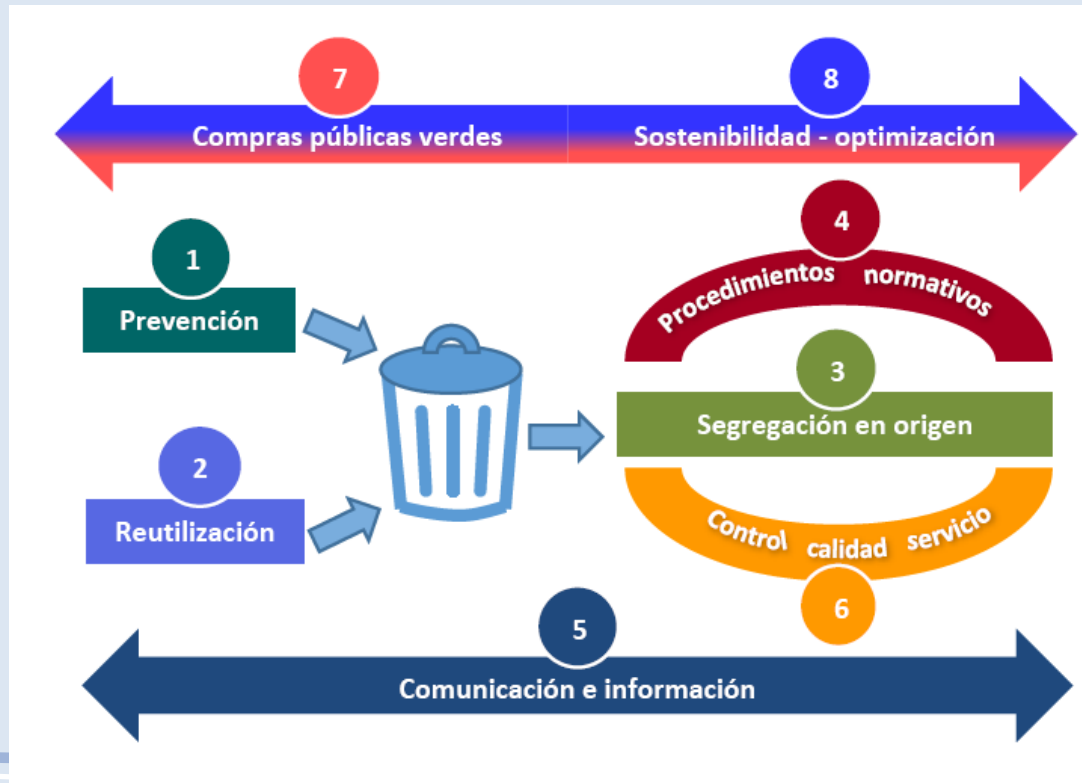 7
8
Compras públicas verdes
Sostenibilidad - optimización
1
Prevención
4
Procedimientos normativos
3
Segregación en origen
2
Reutilización
Control calidad servicio
6
5
Comunicación e información